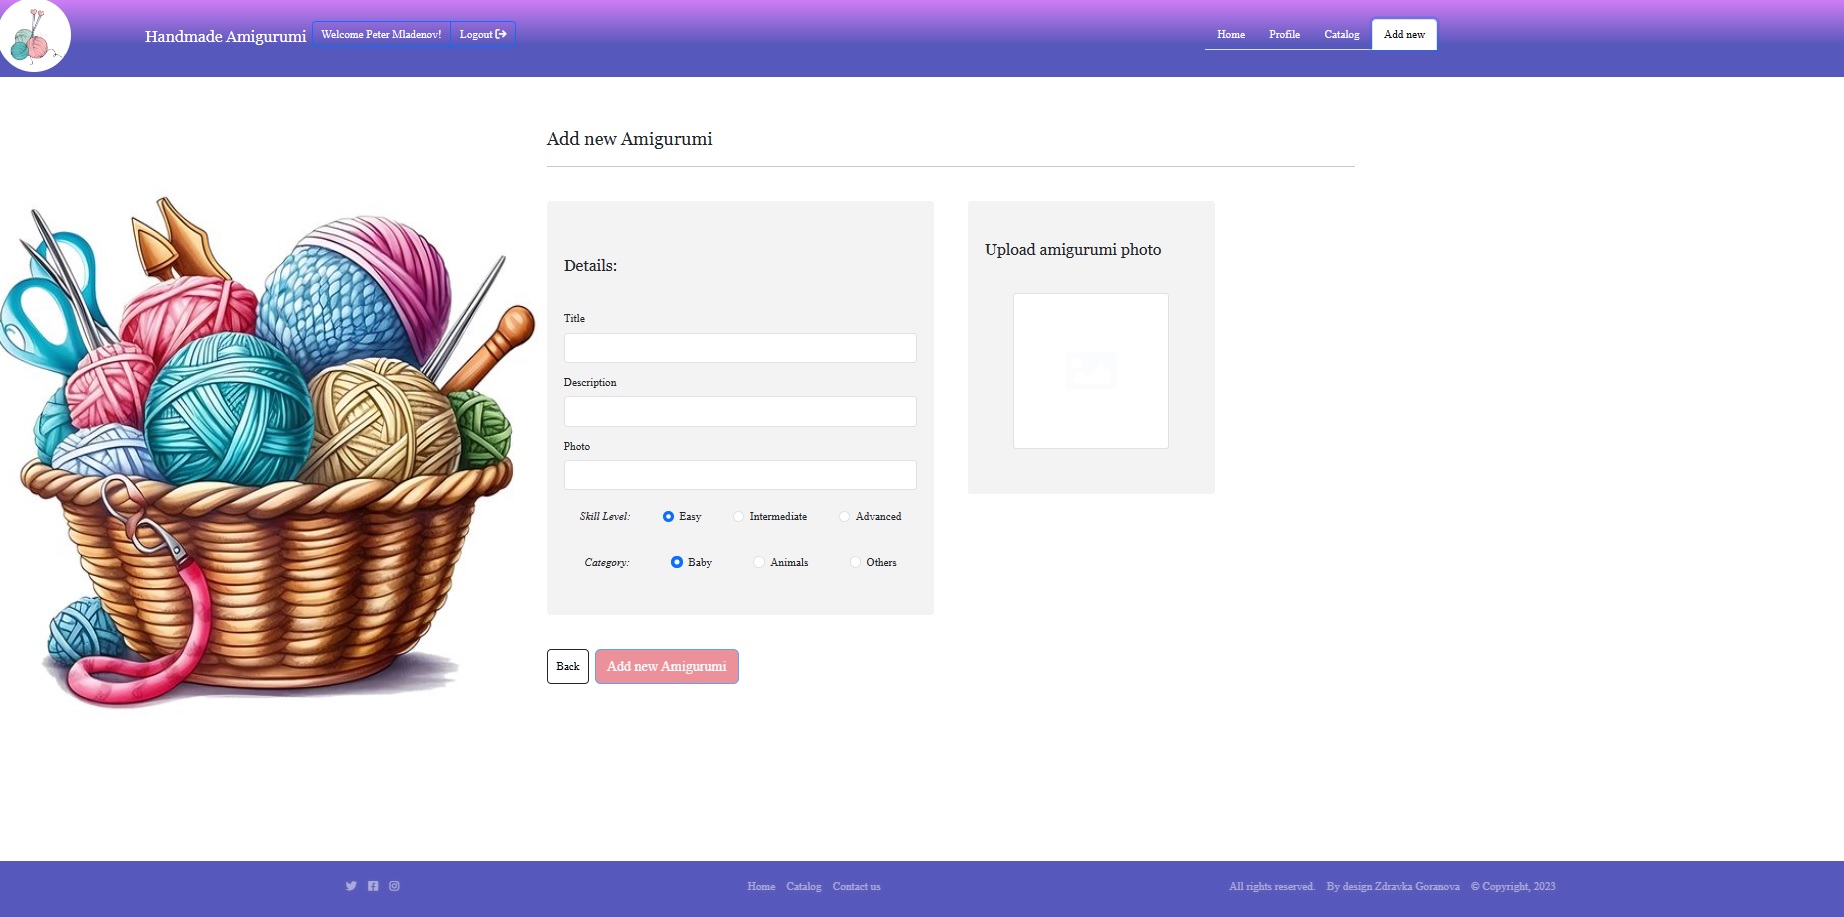 Handmade Amigurumi Welcome Peter Mladenov! Logout Home Profile Catalog Add new
Add new Amigurumi
Details:
Title
Description
Photo
Skill Level: Easy Intermediate Advanced
Category: Baby Animals Others
Upload amigurumi photo
Back Add new Amigurumi
Home Catalog Contact us All rights reserved. By design Zdravka Goranova © Copyright, 2023